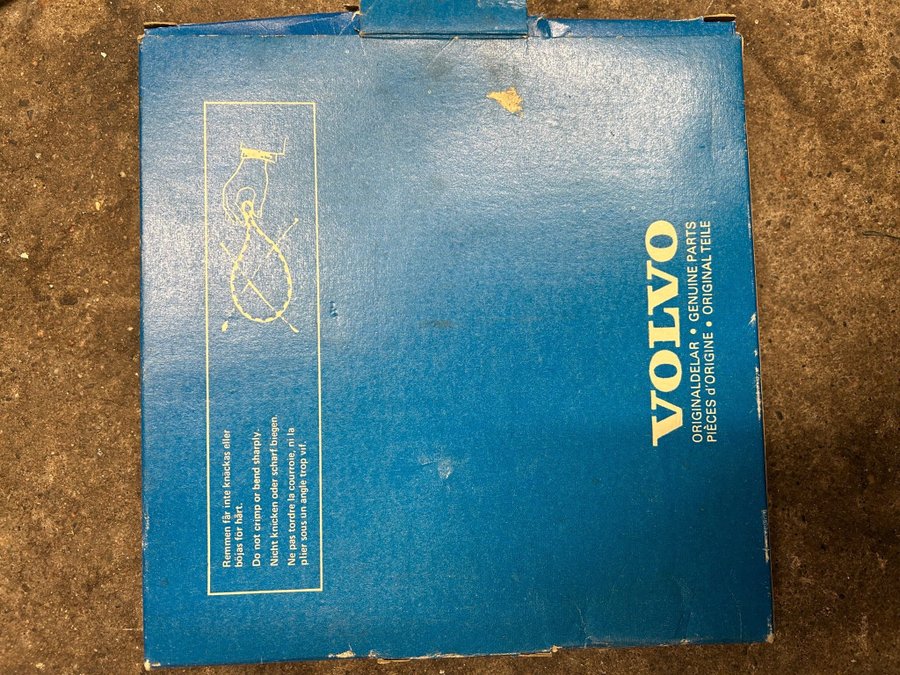 VOLVO
ORIGINALDELAR • GENUINE PARTS
PIÈCES d'ORIGINE • ORIGINAL TEILE
Remmen får inte knäckas eller
böjas för hårt.
Do not crimp or bend sharply.
Nicht knicken oder scharf biegen.
Ne pas tordre la courroie, ni la
plier sous un angle trop vif.